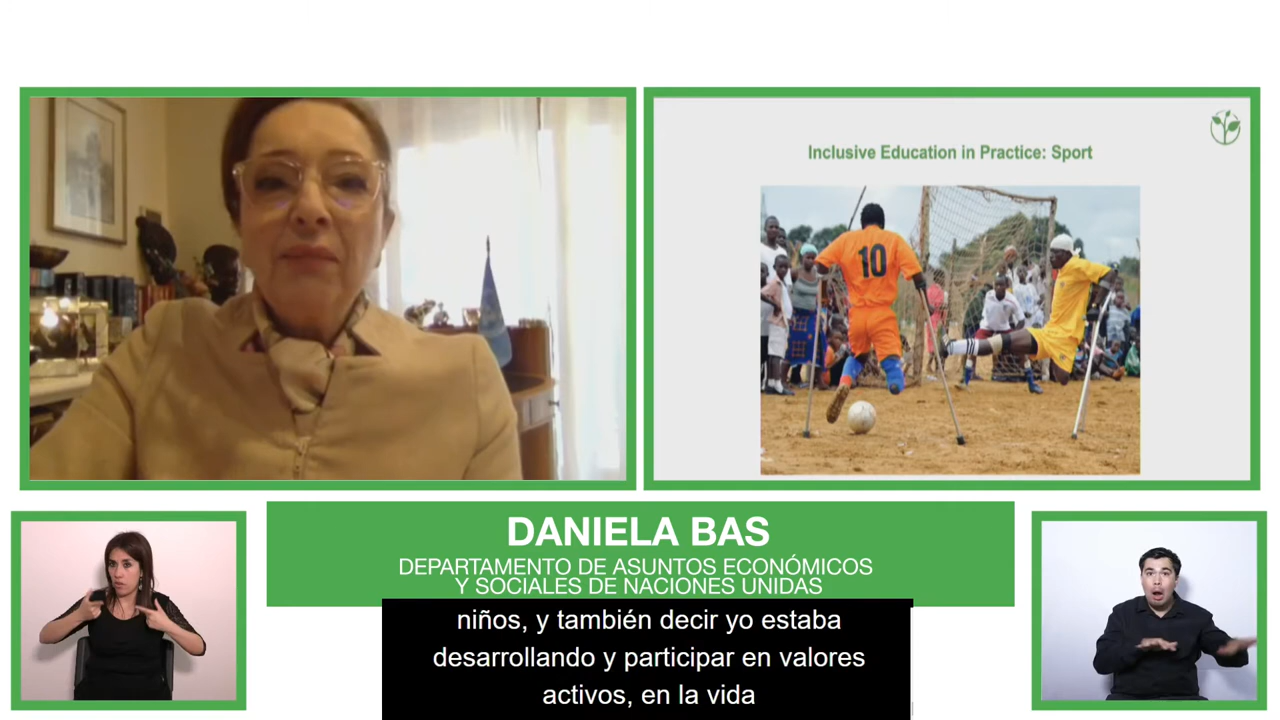 Inclusive Education in Practice: Sport
10
DANIELA BAS
DEPARTAMENTO DE ASUNTOS ECONÓMICOS
Y SOCIALES DE NACIONES UNIDAS
niños, y también decir yo estaba
desarrollando y participar en valores
activos, en la vida